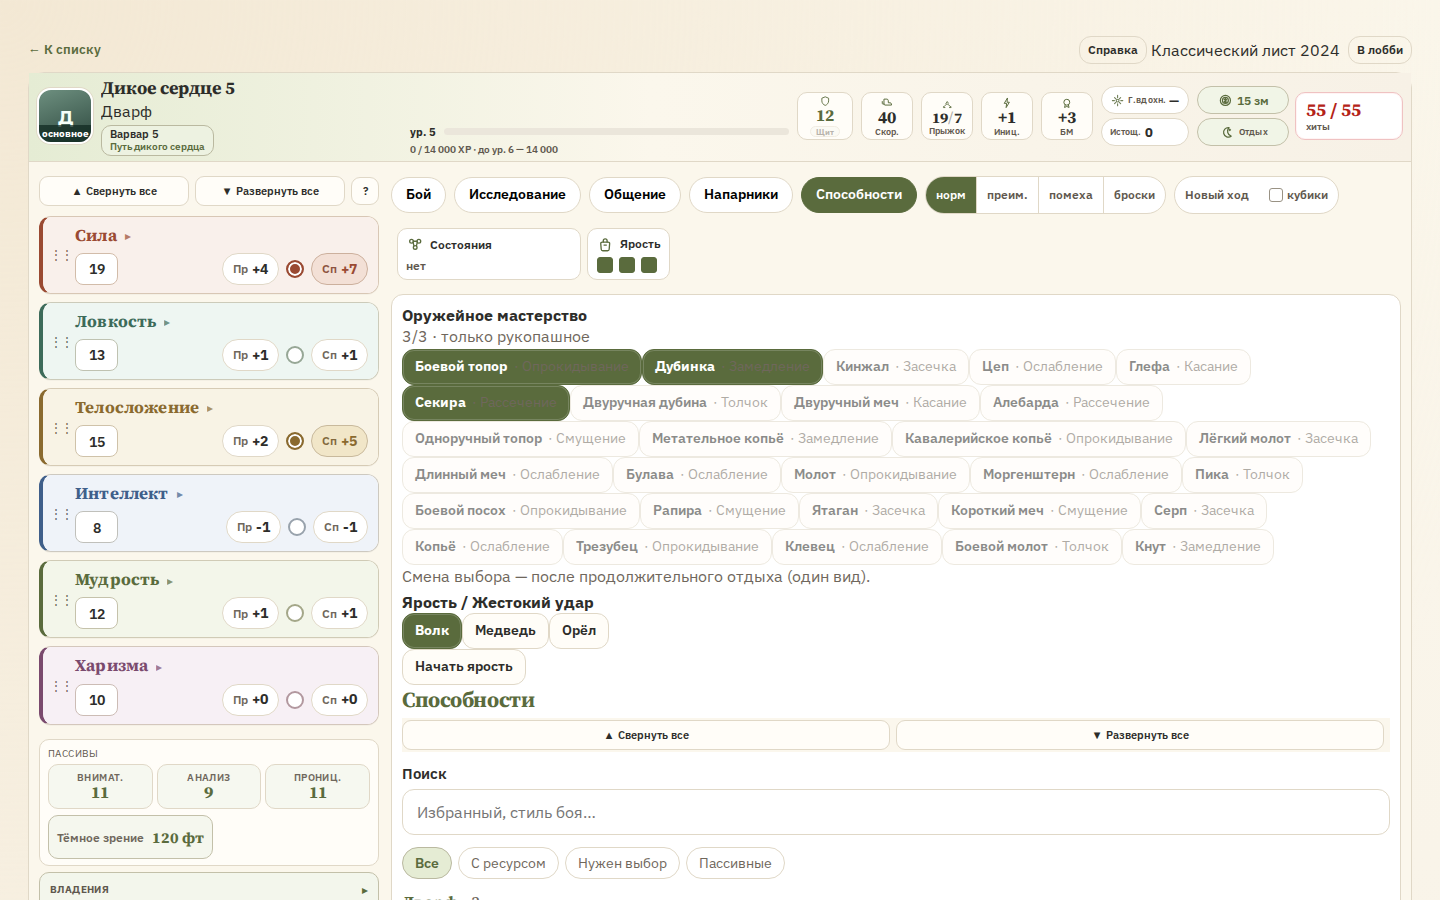 ← К списку
Справка Классический лист 2024 В лобби
Д
основное
Дикое сердце 5
Дварф
Варвар 5
Путь дикого сердца
ур. 5
0 / 14 000 XP · до ур. 6 — 14 000
12
Щит
40
Скор.
19/7
Прыжок
+1
Иниц.
+3
БМ
Г.вдохн. —
Истощ. 0
15 зм
Отдых
55 / 55
хиты
▲ Свернуть все ▼ Развернуть все ?
Сила ▸
19 Пр +4 Сп +7
Ловкость ▸
13 Пр +1 Сп +1
Телосложение ▸
15 Пр +2 Сп +5
Интеллект ▸
8 Пр -1 Сп -1
Мудрость ▸
12 Пр +1 Сп +1
Харизма ▸
10 Пр +0 Сп +0
ПАССИВЫ
ВНИМАТ. АНАЛИЗ ПРОНИЦ.
11 9 11
Тёмное зрение 120 фт
ВЛАДЕНИЯ ▸
Бой Исследование Общение Напарники Способности норм преим. помеха броски Новый ход кубики
Состояния
нет
Ярость
Оружейное мастерство
3/3 · только рукопашное
Боевой топор · Опрокидывание Дубинка · Замедление Кинжал · Засечка Цеп · Ослабление Глефа · Касание
Секира · Рассечение Двуручная дубина · Толчок Двуручный меч · Касание Алебарда · Рассечение
Одноручный топор · Смущение Метательное копьё · Замедление Кавалерийское копьё · Опрокидывание Лёгкий молот · Засечка
Длинный меч · Ослабление Булава · Ослабление Молот · Опрокидывание Моргенштерн · Ослабление Пика · Толчок
Боевой посох · Опрокидывание Рапира · Смущение Ятаган · Засечка Короткий меч · Смущение Серп · Засечка
Копьё · Ослабление Трезубец · Опрокидывание Клевец · Ослабление Боевой молот · Толчок Кнут · Замедление
Смена выбора — после продолжительного отдыха (один вид).
Ярость / Жестокий удар
Волк Медведь Орёл
Начать ярость
Способности
▲ Свернуть все ▼ Развернуть все
Поиск
Избранный, стиль боя...
Все С ресурсом Нужен выбор Пассивные